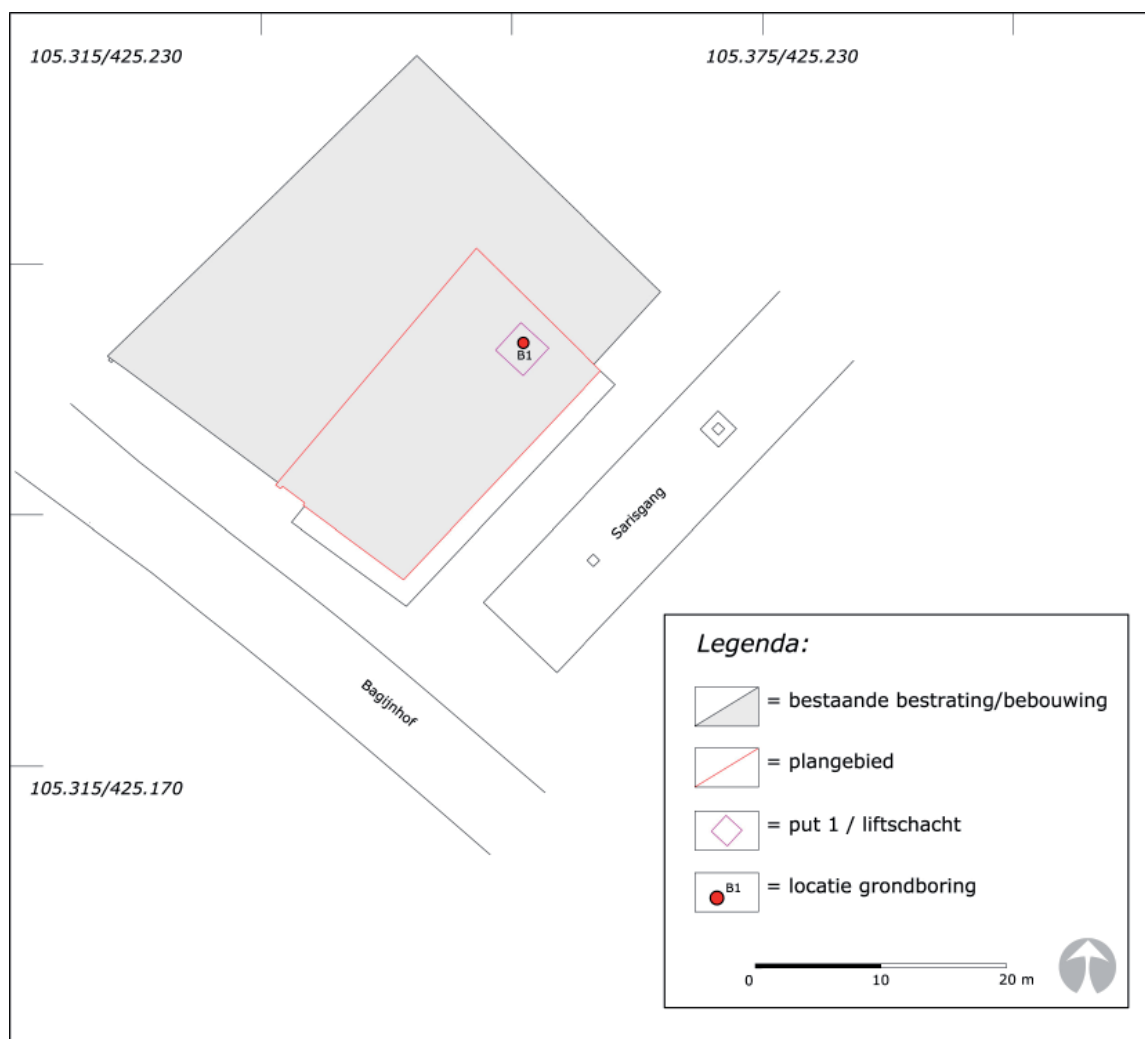 105.315/425.230
105.375/425.230
B1
Sarisgang
Bagijnhof
105.315/425.170
Legenda:
= bestaande bestrating/bebouwing
= plangebied
= put 1 / liftschacht
B1 = locatie grondboring
0 10 20 m